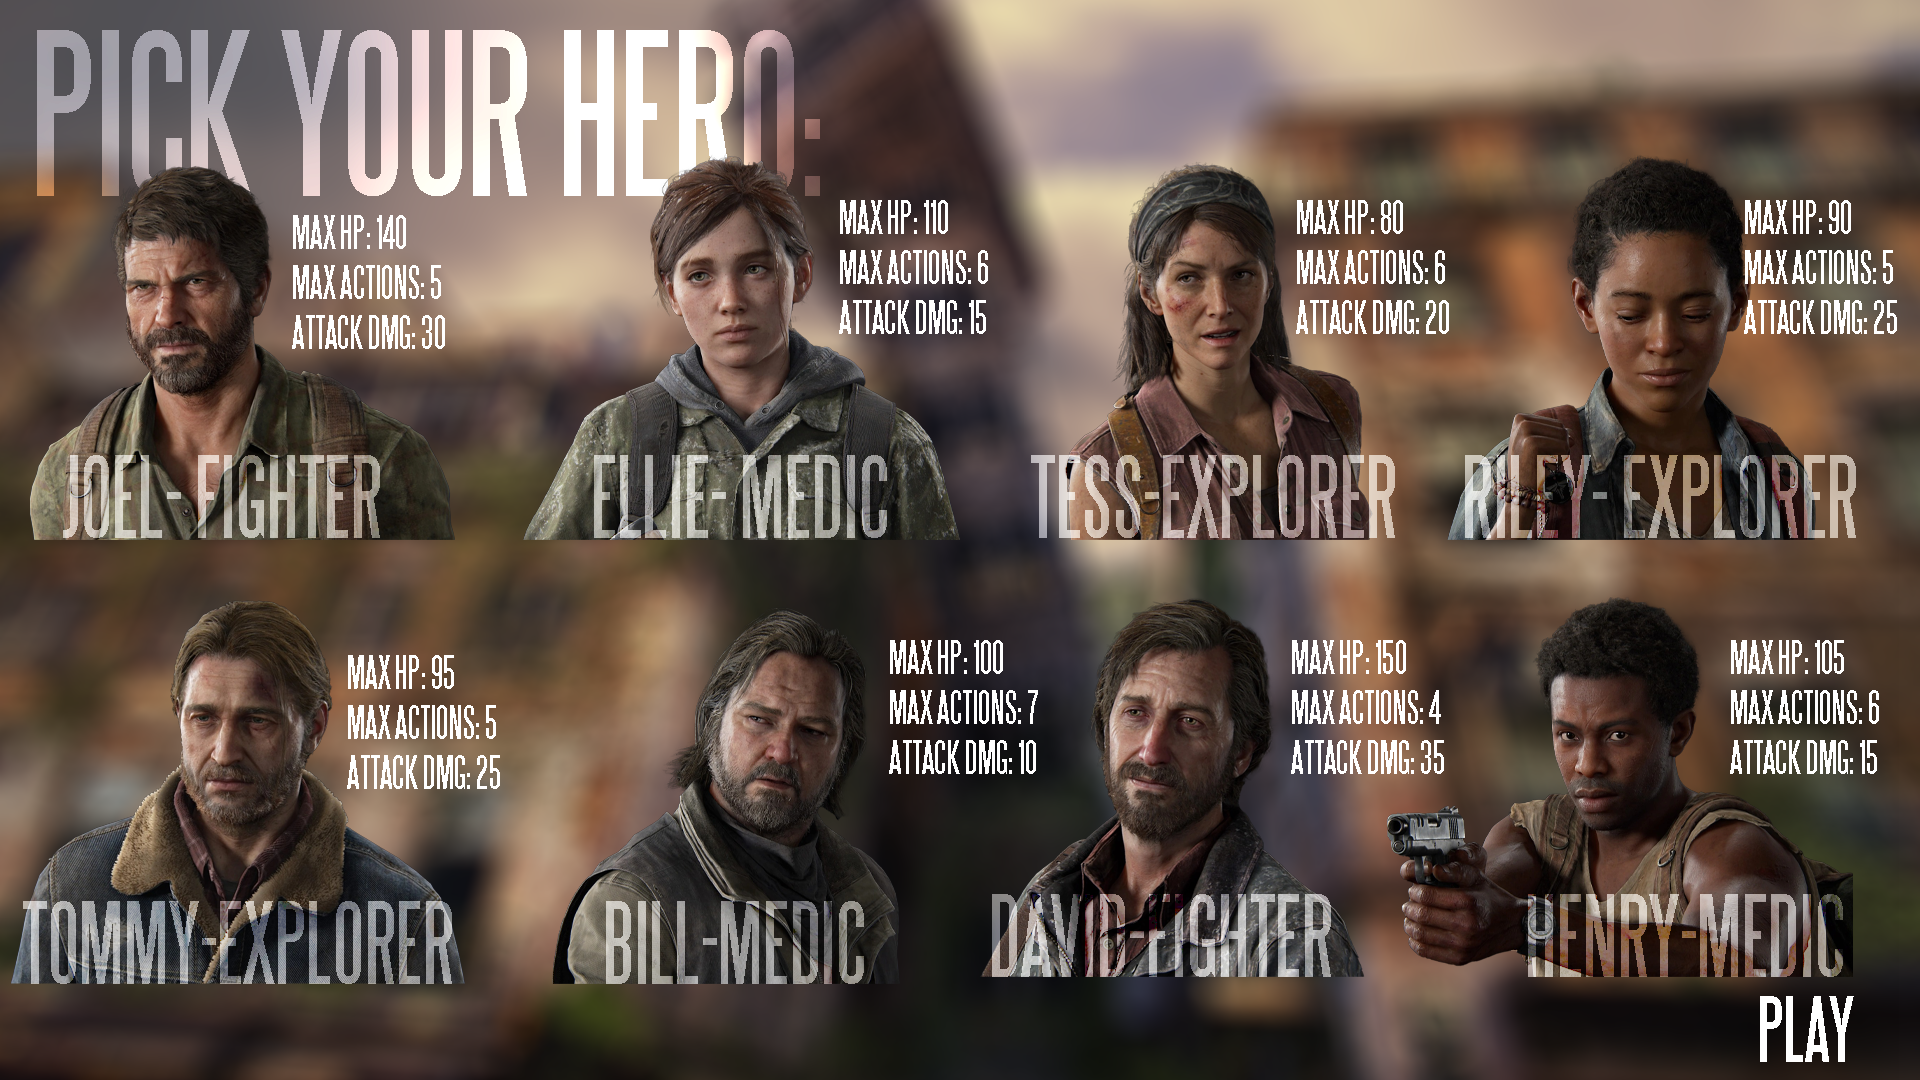 PICK YOUR HERO:
MAX HP: 140
MAX ACTIONS: 5
ATTACK DMG: 30
JOEL- FIGHTER
MAX HP: 110
MAX ACTIONS: 6
ATTACK DMG: 15
ELLIE- MEDIC
MAX HP: 80
MAX ACTIONS: 6
ATTACK DMG: 20
TESS-EXPLORER
MAX HP: 90
MAX ACTIONS: 5
ATTACK DMG: 25
RILEY- EXPLORER
MAX HP: 95
MAX ACTIONS: 5
ATTACK DMG: 25
TOMMY-EXPLORER
MAX HP: 100
MAX ACTIONS: 7
ATTACK DMG: 10
BILL -MEDIC
MAX HP: 150
MAX ACTIONS: 4
ATTACK DMG: 35
DAVID-FIGHTER
MAX HP: 105
MAX ACTIONS: 6
ATTACK DMG: 15
HENRY-MEDIC
PLAY